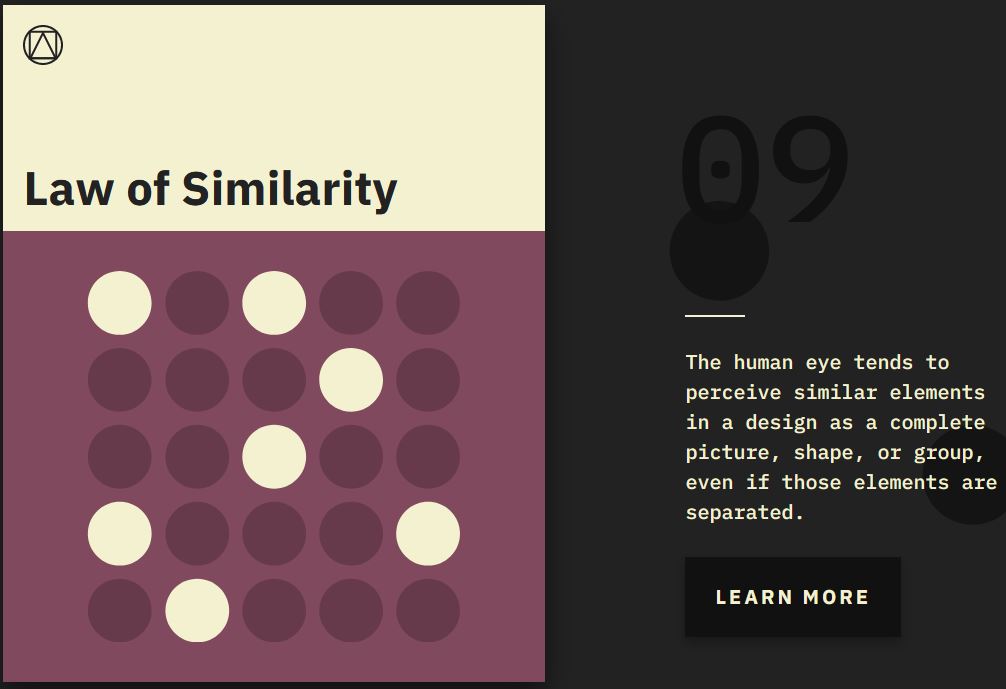 Law of Similarity
09
The human eye tends to
perceive similar elements
in a design as a complete
picture, shape, or group,
even if those elements are
separated.
LEARN MORE